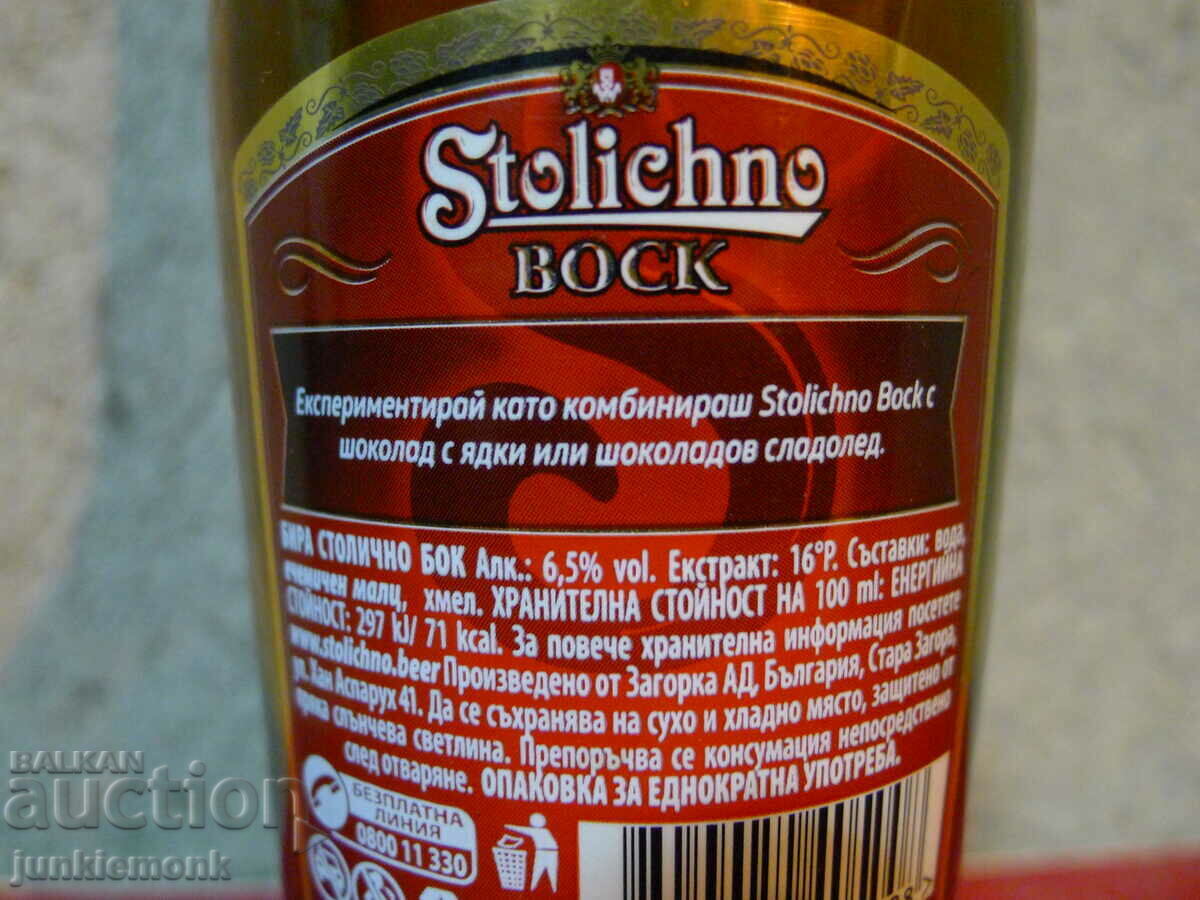 Stolichno
BOCK
Експериментирай като комбинираш Stolichno Bock с
шоколад с ядки или шоколадов сладолед.
БИРА СТОЛИЧНО БОК Алк.: 6,5% vol. Екстракт: 16°P. Съставки: вода,
ечемичен малц, хмел. ХРАНИТЕЛНА СТОЙНОСТ НА 100 ml: ЕНЕРГИЙНА
СТОЙНОСТ: 297 kJ/ 71 kcal. За повече хранителна информация посетете
www.stolichno.beer Произведено от Загорка АД, България, Стара Загора,
ул. Хан Аспарух 41. Да се съхранява на сухо и хладно място, защитено от
пряка слънчева светлина. Препоръчва се консумация непосредствено
след отваряне. ОПАКОВКА ЗА ЕДНОКРАТНА УПОТРЕБА.
БЕЗПЛАТНА
ЛИНИЯ
0800 11 330
BALKAN
auction
junkiemonk